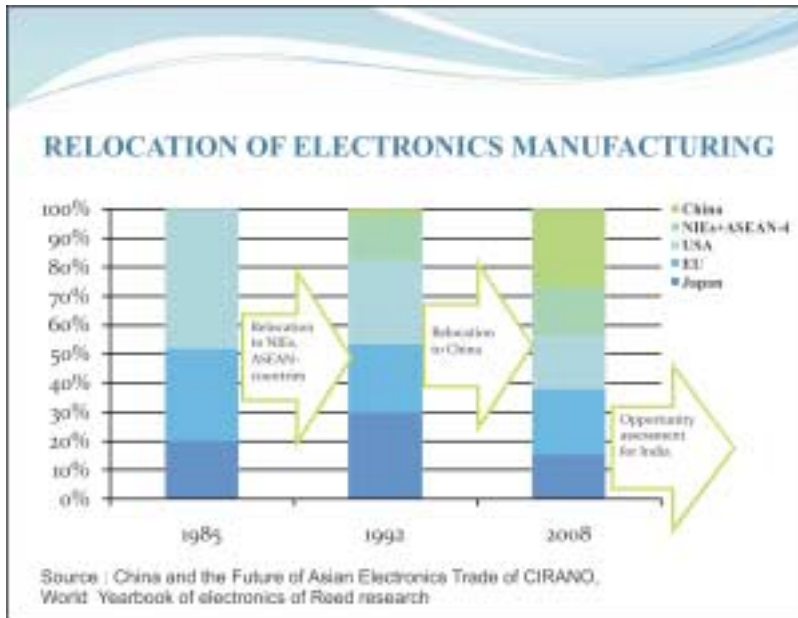 RELOCATION OF ELECTRONICS MANUFACTURING
100%
90%
80%
70%
60%
50%
40%
30%
20%
10%
0%
1985
1992
2008
China
NIEs+ASEAN-4
USA
EU
Japan
Relocation
to NIEs,
ASEAN-
countries
Relocation
to China
Opportunity
assessment
for India
Source : China and the Future of Asian Electronics Trade of CIRANO,
World Yearbook of electronics of Reed research